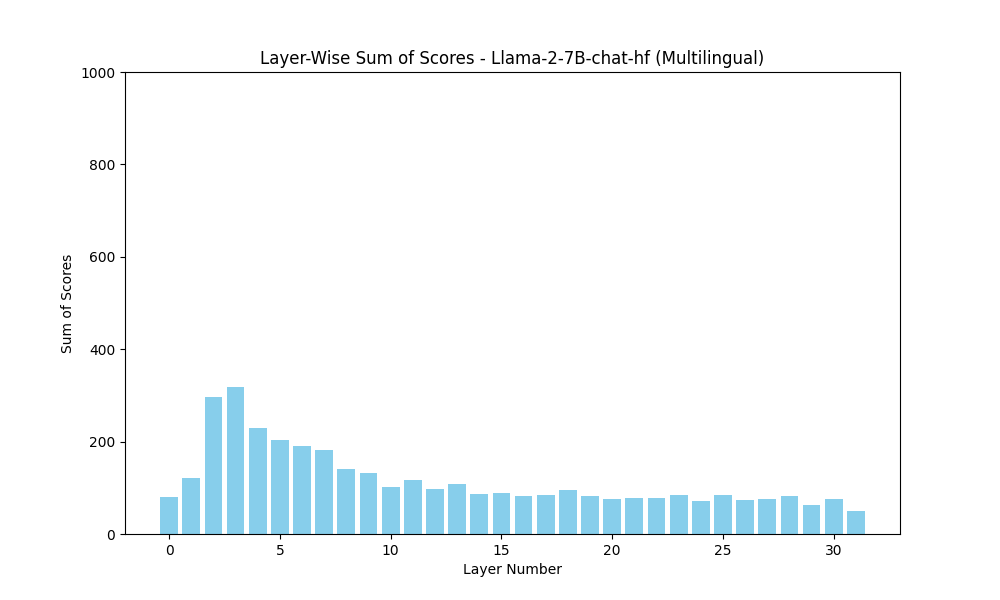 Layer-Wise Sum of Scores - Llama-2-7B-chat-hf (Multilingual)
1000
800
600
400
200
0
Sum of Scores
0 5 10 15 20 25 30
Layer Number